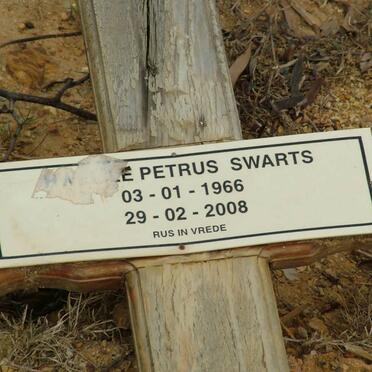 PETRUS SWARTS
03 - 01 - 1966
29 - 02 - 2008
RUS IN VREDE